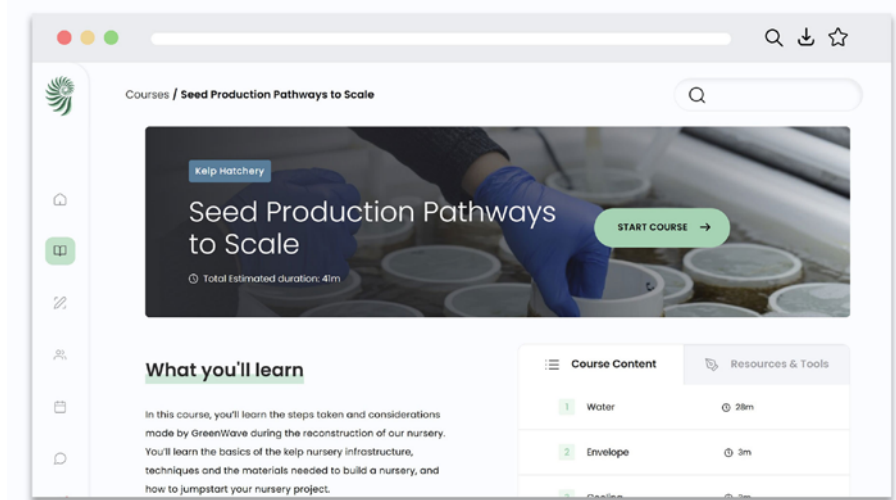 Courses / Seed Production Pathways to Scale
Kelp Hatchery
Seed Production Pathways
to Scale
START COURSE
Total Estimated duration: 41m
What you'll learn
In this course, you'll learn the steps taken and considerations
made by GreenWave during the reconstruction of our nursery.
You'll learn the basics of the kelp nursery infrastructure,
techniques and the materials needed to build a nursery, and
how to jumpstart your nursery project.
Course Content
Resources & Tools
1 Water 28m
2 Envelope 3m